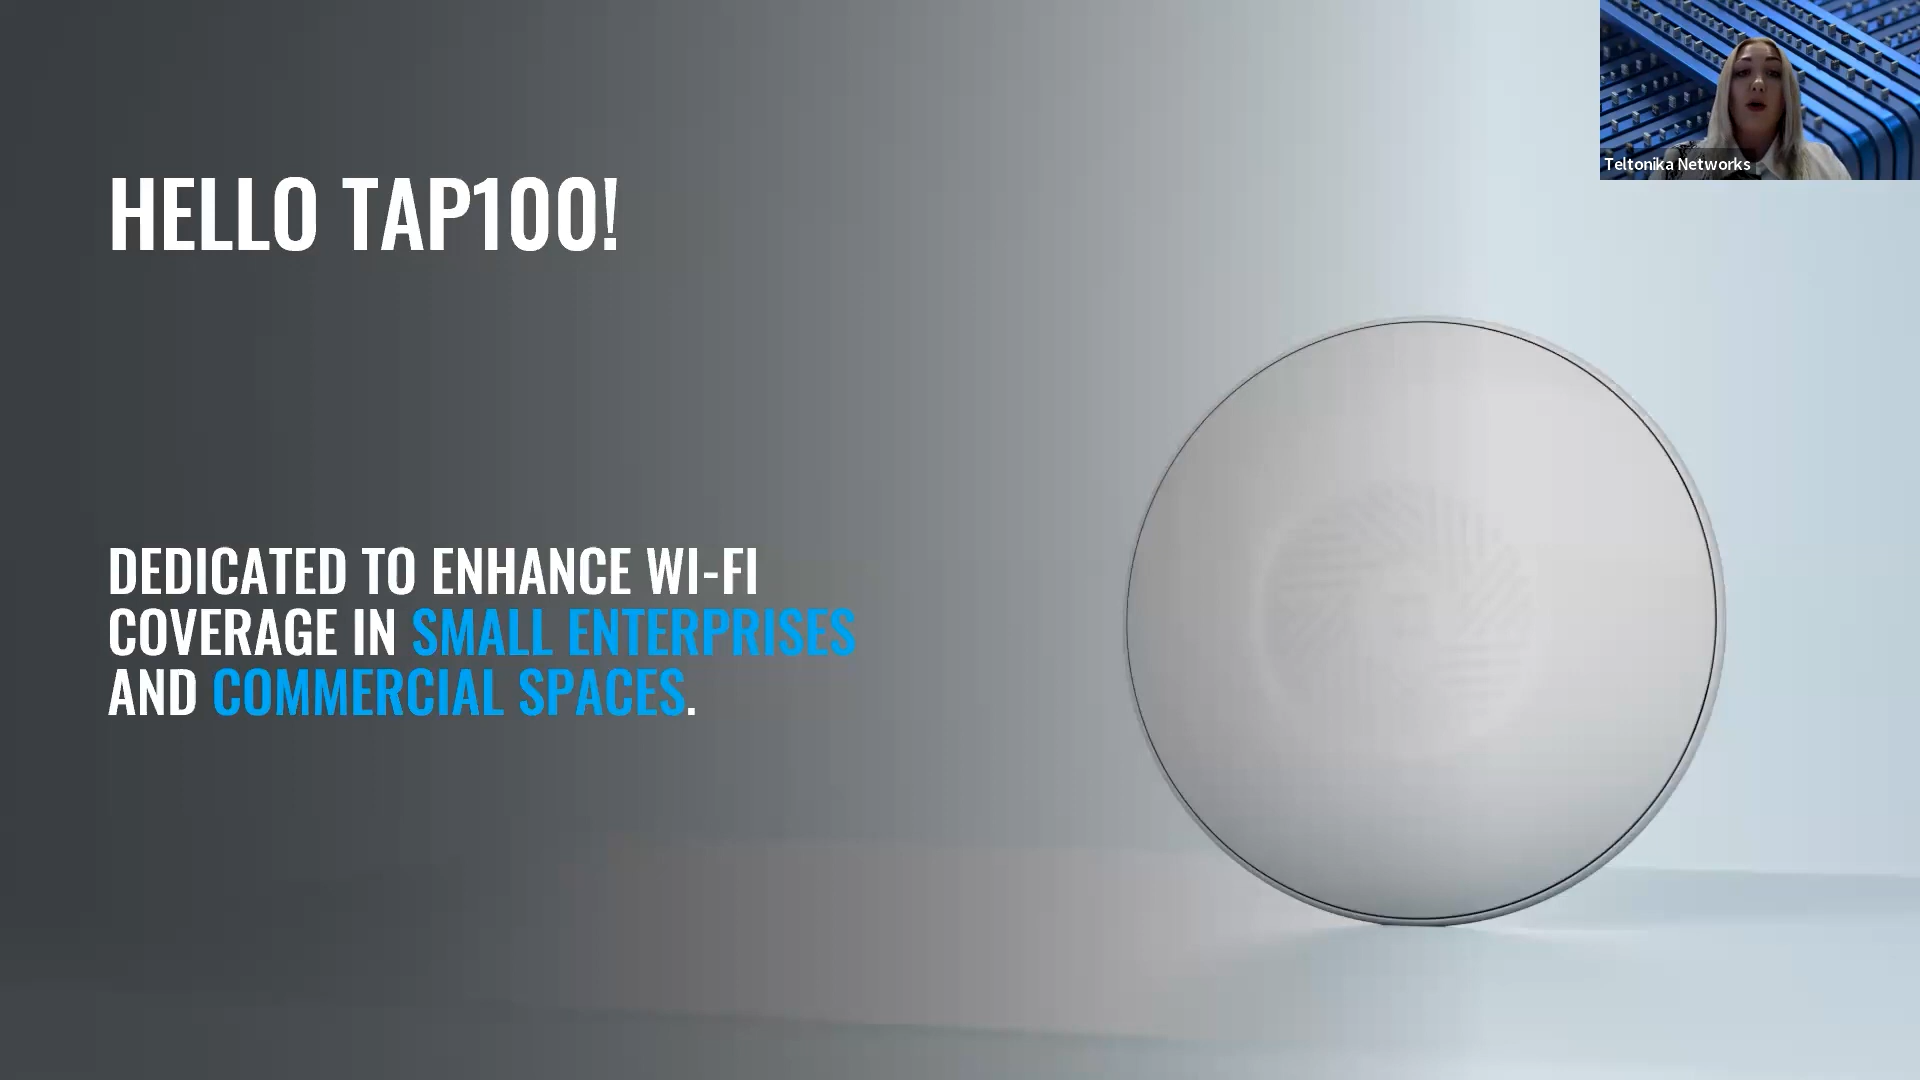 Teltonika Networks
HELLO TAP100!
DEDICATED TO ENHANCE WI-FI
COVERAGE IN SMALL ENTERPRISES
AND COMMERCIAL SPACES.